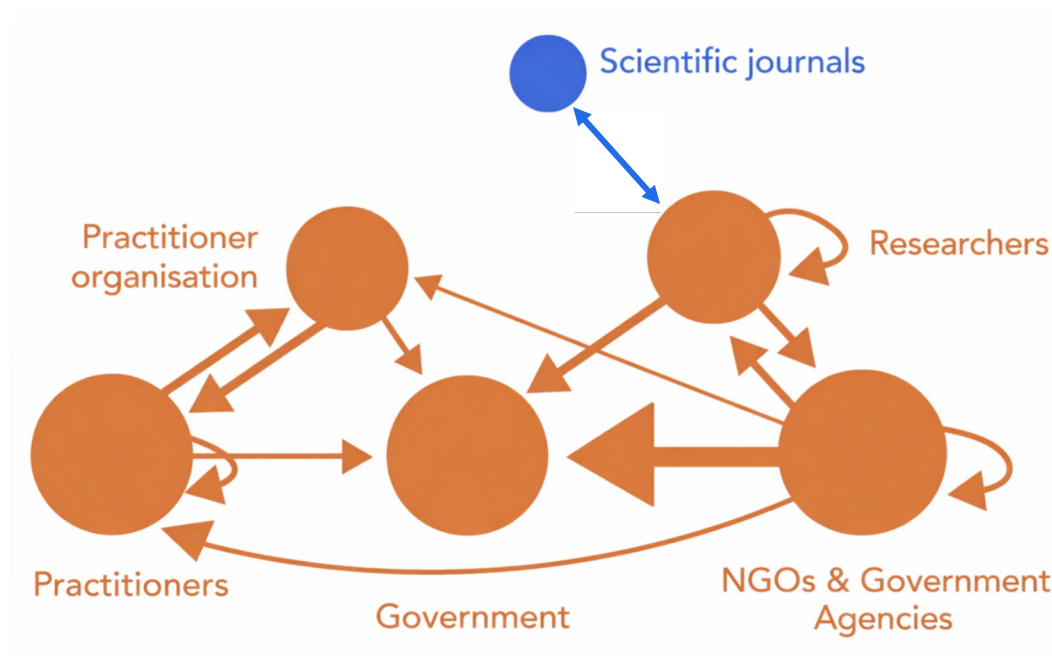 Scientific journals
Practitioner
organisation
Researchers
Practitioners
Government
NGOs & Government
Agencies